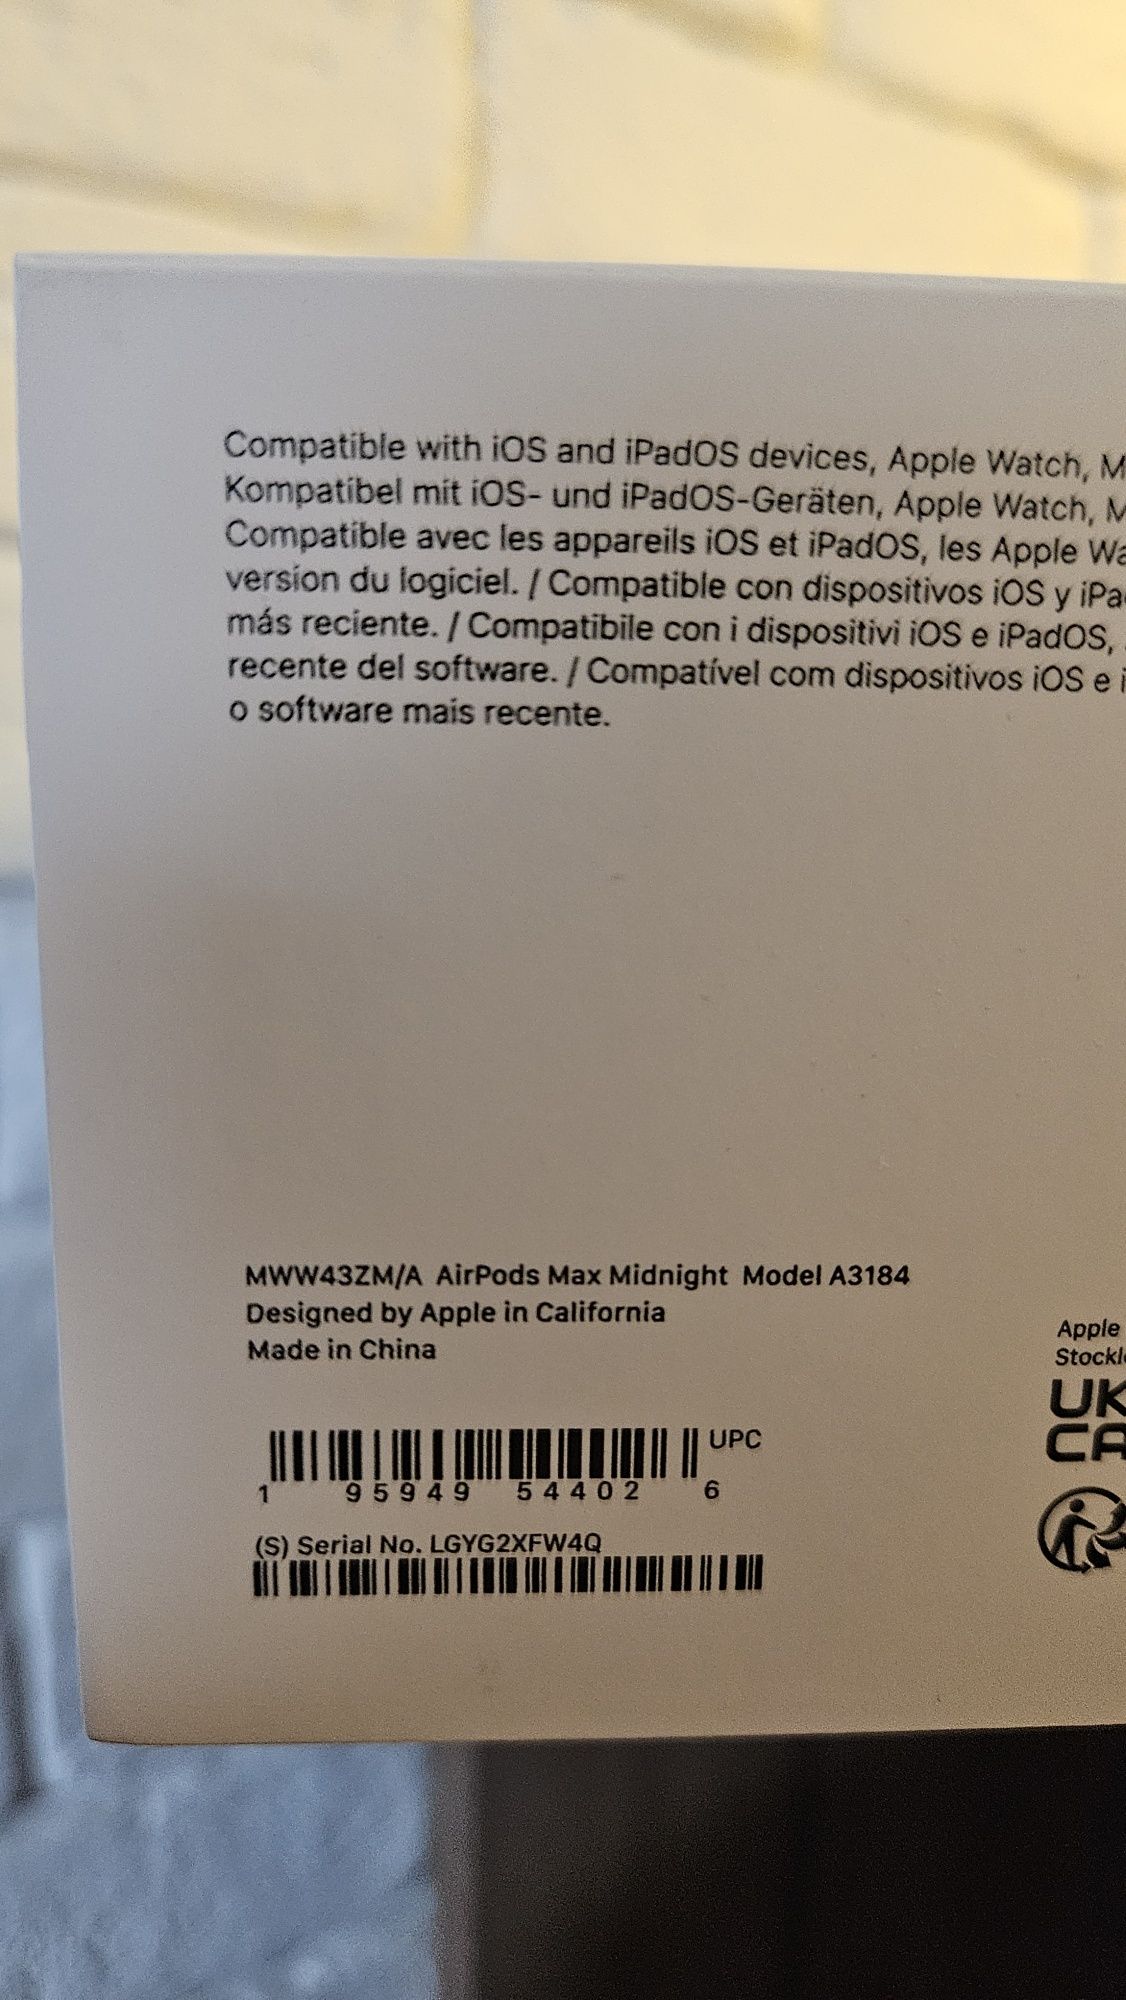 Compatible with iOS and iPadOS devices, Apple Watch, M
Kompatibel mit iOS- und iPadOS-Geräten, Apple Watch, M
Compatible avec les appareils iOS et iPadOS, les Apple Wa
version du logiciel. / Compatible con dispositivos iOS y iPa
más reciente. / Compatibile con i dispositivi iOS e iPadOS,
recente del software. / Compatível com dispositivos iOS e i
o software mais recente.
MWW43ZM/A AirPods Max Midnight Model A3184
Designed by Apple in California
Made in China
UPC
1 95949 54402 6
(S) Serial No. LGYG2XFW4Q
Apple
Stockl
UK
CA